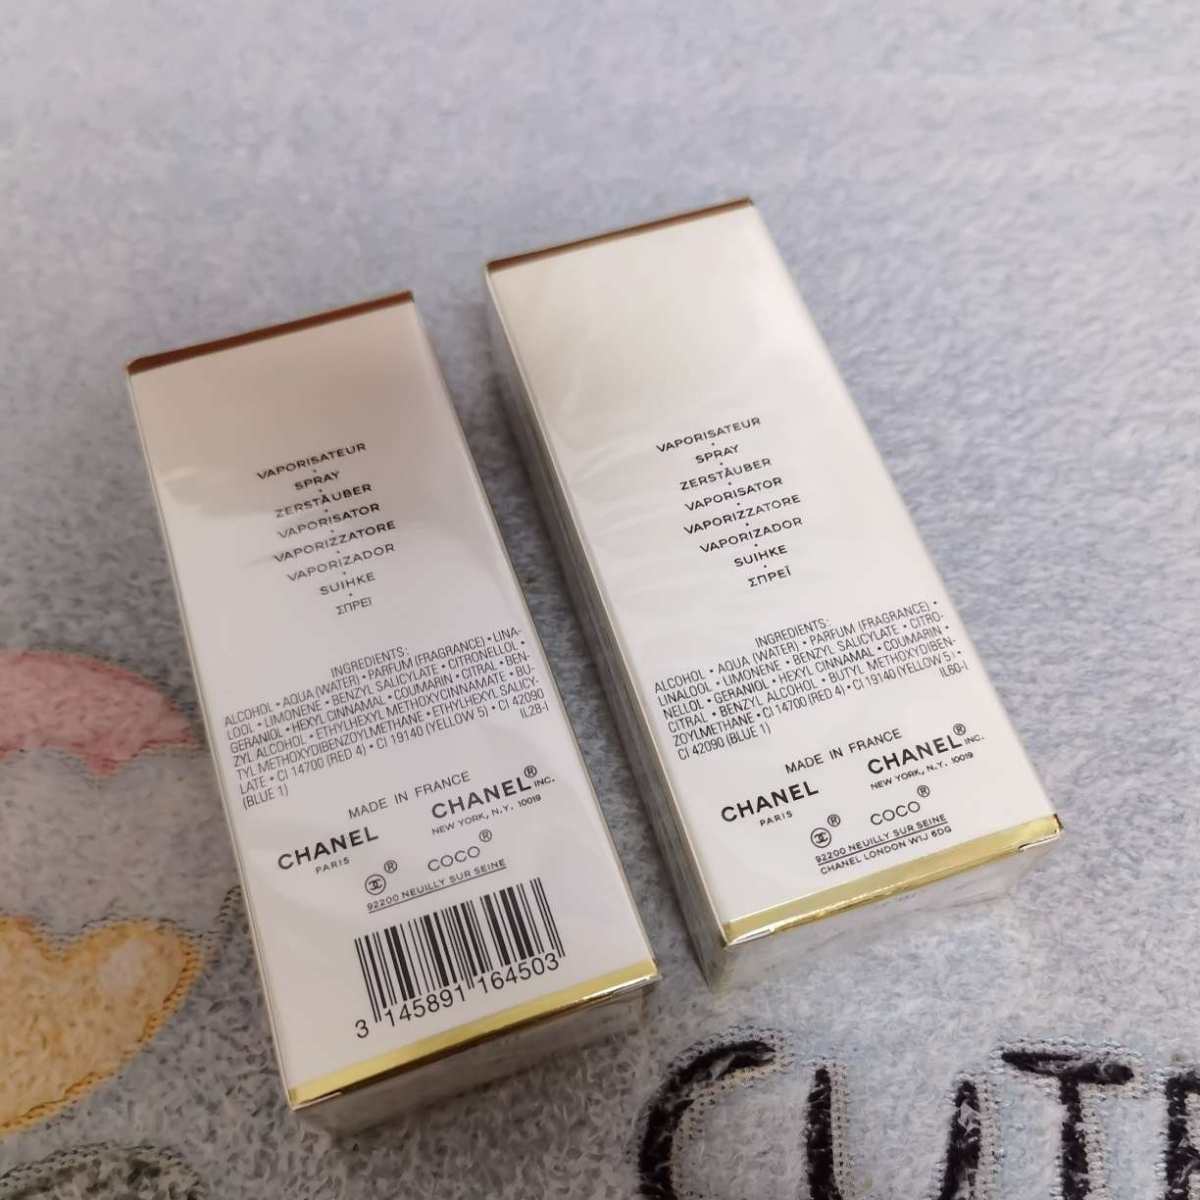 VAPORISATEUR
SPRAY
ZERSTÄUBER
VAPORISATOR
VAPORIZZATORE
VAPORIZADOR
SUIHKE
ΣΠΡΕΪ
INGREDIENTS:
ALCOHOL • AQUA (WATER) • PARFUM (FRAGRANCE) • LINA-
LOOL • LIMONENE • BENZYL SALICYLATE • CITRONELLOL •
GERANIOL • HEXYL CINNAMAL • COUMARIN • CITRAL • BEN-
ZYL ALCOHOL • ETHYLHEXYL METHOXYCINNAMATE • BU-
TYL METHOXYDIBENZOYLMETHANE • ETHYLHEXYL SALICY-
LATE • CI 14700 (RED 4) • CI 19140 (YELLOW 5) • CI 42090
(BLUE 1) IL28-I
MADE IN FRANCE
CHANEL CHANEL® INC.
PARIS NEW YORK, N.Y. 10019
® COCO®
92200 NEUILLY SUR SEINE
3 145891 164503
VAPORISATEUR
SPRAY
ZERSTÄUBER
VAPORISATOR
VAPORIZZATORE
VAPORIZADOR
SUIHKE
ΣΠΡΕΪ
INGREDIENTS:
ALCOHOL • AQUA (WATER) • PARFUM (FRAGRANCE) •
LINALOOL • LIMONENE • BENZYL SALICYLATE • CITRO-
NELLOL • GERANIOL • HEXYL CINNAMAL • COUMARIN •
CITRAL • BENZYL ALCOHOL • BUTYL METHOXYDIBEN-
ZOYLMETHANE • CI 14700 (RED 4) • CI 19140 (YELLOW 5) •
CI 42090 (BLUE 1) IL60-I
MADE IN FRANCE
CHANEL CHANEL® INC.
PARIS NEW YORK, N.Y. 10019
® COCO®
92200 NEUILLY SUR SEINE
CHANEL LONDON W1J 6DG
CUTE